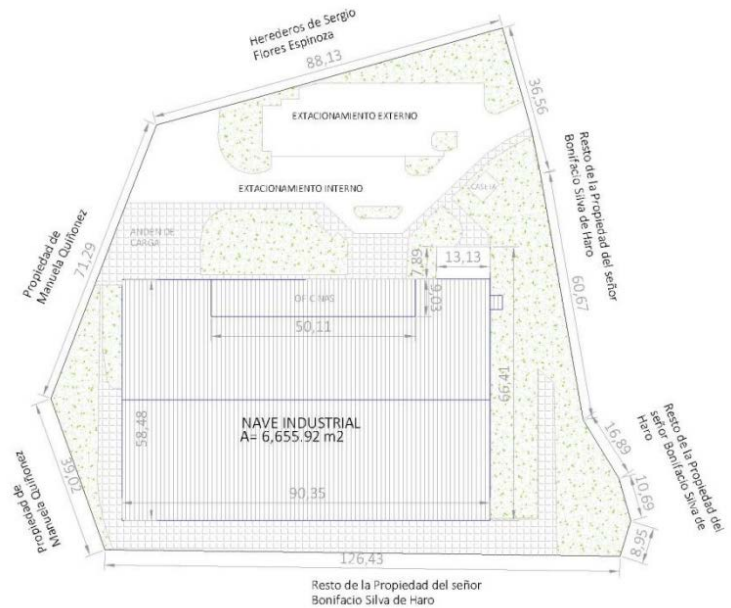 Herederos de Sergio
Flores Espinoza
88,13
36,56
EXTACIONAMIENTO EXTERNO
Resto de la Propiedad del señor
Bonifacio Silva de Haro
EXTACIONAMIENTO INTERNO
CASETA
Propiedad de
Manuela Quiñonez
71,29
ANDEN DE
CARGA
7,89
13,13
60,67
OFICINAS
9,03
50,11
66,41
58,48
NAVE INDUSTRIAL
A= 6,655.92 m2
90,35
16,89
Resto de la Propiedad del
señor Bonifacio Silva de
Haro
10,69
8,95
39,02
Propiedad de
Manuela Quiñonez
126,43
Resto de la Propiedad del señor
Bonifacio Silva de Haro